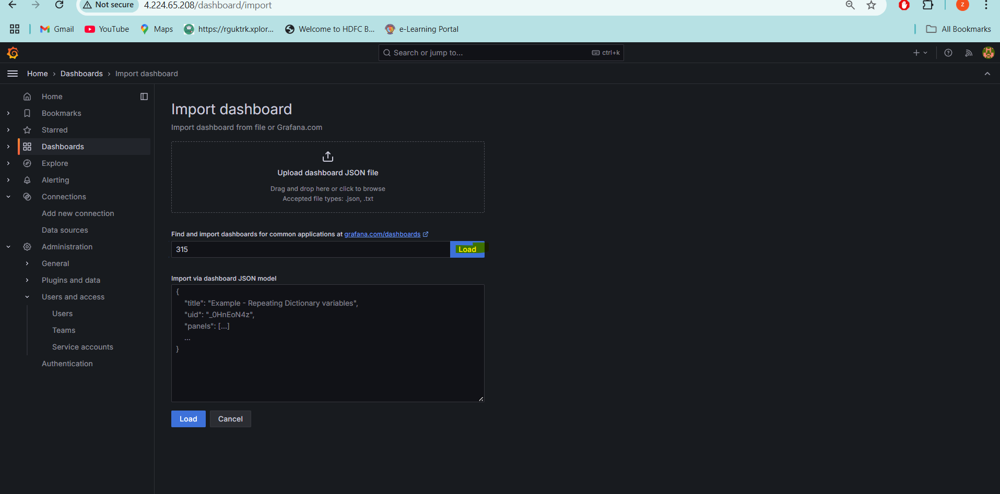 Not secure 4.224.65.208/dashboard/import
z
Gmail YouTube Maps https://rguktrk.xplor... Welcome to HDFC B... e-Learning Portal All Bookmarks
Search or jump to... ctrl+k
Home › Dashboards › Import dashboard
Home
Bookmarks
Starred
Dashboards
Explore
Alerting
Connections
Add new connection
Data sources
Administration
General
Plugins and data
Users and access
Users
Teams
Service accounts
Authentication
Import dashboard
Import dashboard from file or Grafana.com
Upload dashboard JSON file
Drag and drop here or click to browse
Accepted file types: .json, .txt
Find and import dashboards for common applications at grafana.com/dashboards
315 Load
Import via dashboard JSON model
{
"title": "Example - Repeating Dictionary variables",
"uid": "_0HnEoN4z",
"panels": [...]
...
}
Load Cancel